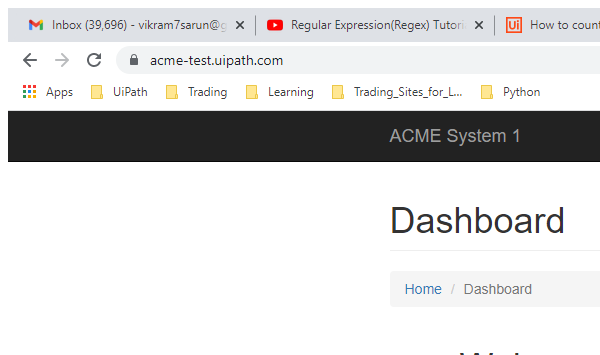 Inbox (39,696) - vikram7sarun@g
Regular Expression(Regex) Tutori
Ui How to count
acme-test.uipath.com
Apps UiPath Trading Learning Trading_Sites_for_L... Python
ACME System 1
Dashboard
Home / Dashboard